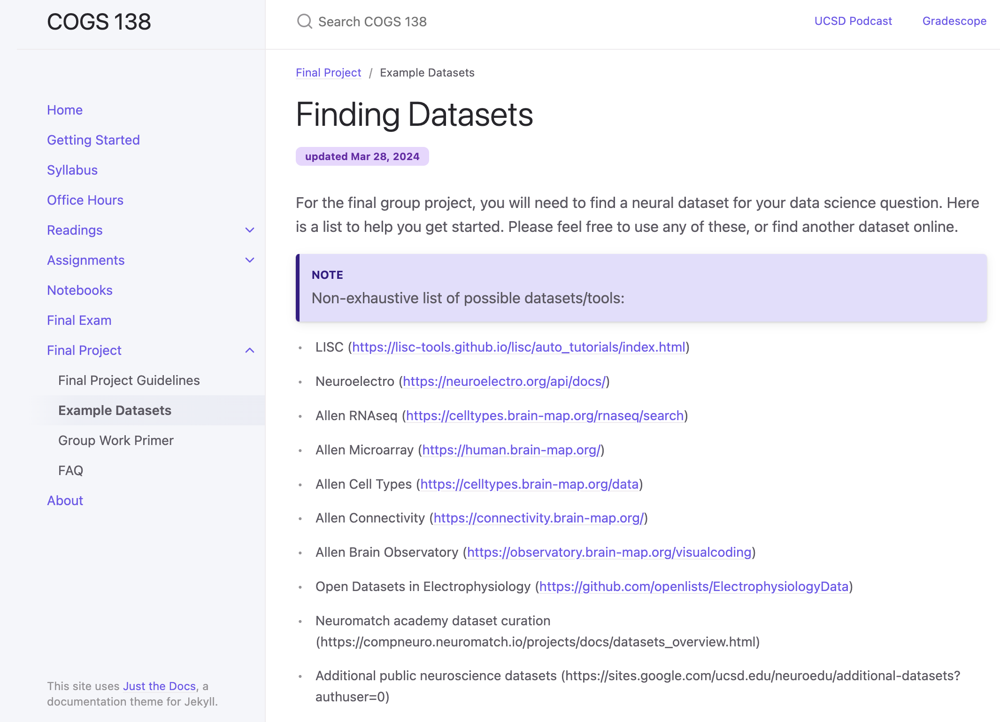 COGS 138
Search COGS 138
UCSD Podcast
Gradescope
Home
Getting Started
Syllabus
Office Hours
Readings
Assignments
Notebooks
Final Exam
Final Project
Final Project Guidelines
Example Datasets
Group Work Primer
FAQ
About
This site uses Just the Docs, a
documentation theme for Jekyll.
Final Project / Example Datasets
Finding Datasets
updated Mar 28, 2024
For the final group project, you will need to find a neural dataset for your data science question. Here
is a list to help you get started. Please feel free to use any of these, or find another dataset online.
NOTE
Non-exhaustive list of possible datasets/tools:
• LISC (https://lisc-tools.github.io/lisc/auto_tutorials/index.html)
• Neuroelectro (https://neuroelectro.org/api/docs/)
• Allen RNAseq (https://celltypes.brain-map.org/rnaseq/search)
• Allen Microarray (https://human.brain-map.org/)
• Allen Cell Types (https://celltypes.brain-map.org/data)
• Allen Connectivity (https://connectivity.brain-map.org/)
• Allen Brain Observatory (https://observatory.brain-map.org/visualcoding)
• Open Datasets in Electrophysiology (https://github.com/openlists/ElectrophysiologyData)
• Neuromatch academy dataset curation
(https://compneuro.neuromatch.io/projects/docs/datasets_overview.html)
• Additional public neuroscience datasets (https://sites.google.com/ucsd.edu/neuroedu/additional-datasets?
authuser=0)